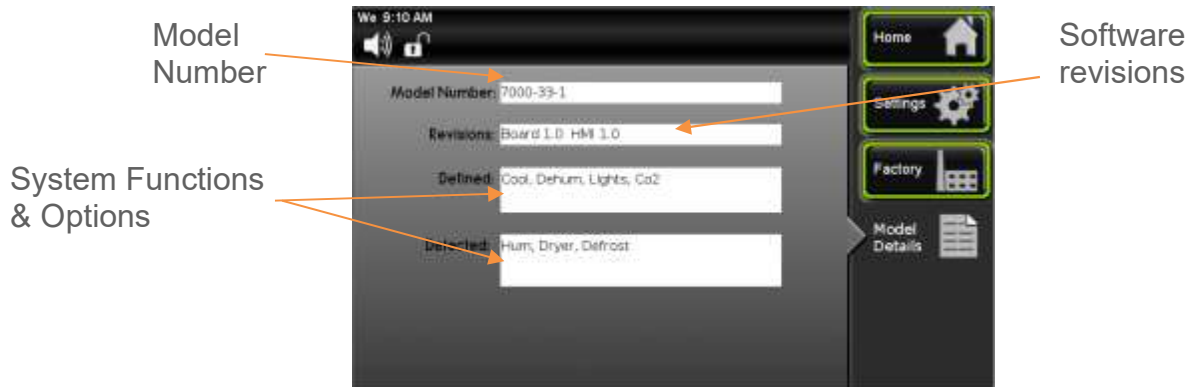 We 9:10 AM
Model
Number
Software
revisions
Home
Model Number: 7000-33-1
Settings
Revisions: Board 1.0 HMI 1.0
System Functions
& Options
Defined: Cool, Dehum, Lights, Co2
Factory
Detected: Hum, Dryer, Defrost
Model
Details